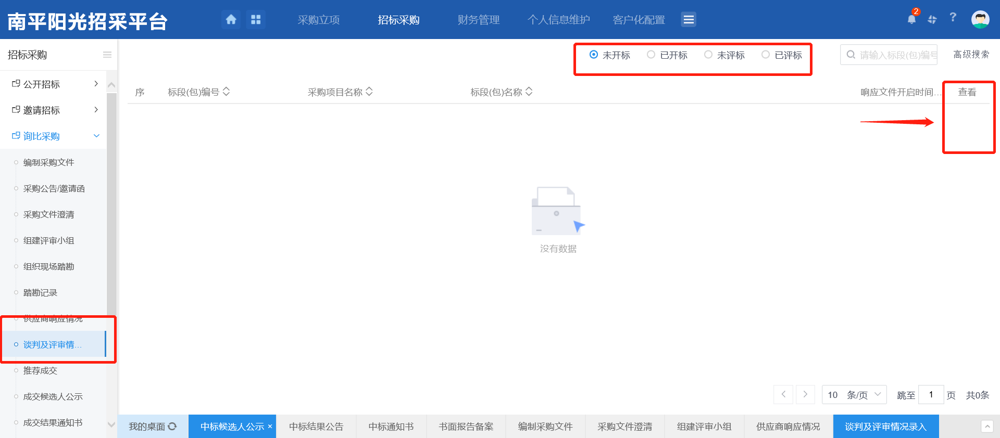 南平阳光招采平台
采购立项
招标采购
财务管理
个人信息维护
客户化配置
2
?
招标采购
公开招标
邀请招标
询比采购
编制采购文件
采购公告/邀请函
采购文件澄清
组建评审小组
组织现场踏勘
踏勘记录
供应商响应情况
谈判及评审情...
推荐成交
成交候选人公示
成交结果通知书
未开标
已开标
未评标
已评标
请输入标段(包)编号
高级搜索
序
标段(包)编号
采购项目名称
标段(包)名称
响应文件开启时间...
查看
没有数据
10 条/页
跳至 1 页
共0条
我的桌面
中标候选人公示 ×
中标结果公告
中标通知书
书面报告备案
编制采购文件
采购文件澄清
组建评审小组
供应商响应情况
谈判及评审情况录入